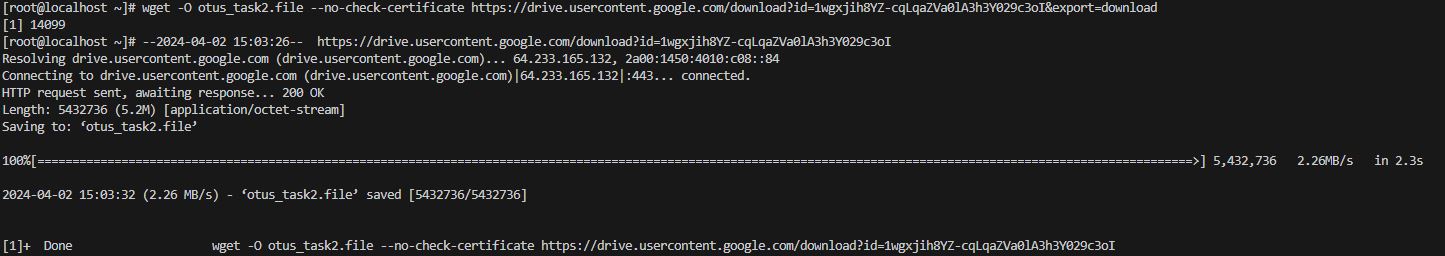 [root@localhost ~]# wget -O otus_task2.file --no-check-certificate https://drive.usercontent.google.com/download?id=1wgxjih8YZ-cqLqaZVa0lA3h3Y029c3oI&export=download
[1] 14099
[root@localhost ~]# --2024-04-02 15:03:26--  https://drive.usercontent.google.com/download?id=1wgxjih8YZ-cqLqaZVa0lA3h3Y029c3oI
Resolving drive.usercontent.google.com (drive.usercontent.google.com)... 64.233.165.132, 2a00:1450:4010:c08::84
Connecting to drive.usercontent.google.com (drive.usercontent.google.com)|64.233.165.132|:443... connected.
HTTP request sent, awaiting response... 200 OK
Length: 5432736 (5.2M) [application/octet-stream]
Saving to: ‘otus_task2.file’
100%[=====================================================================================================================================================================>] 5,432,736   2.26MB/s   in 2.3s
2024-04-02 15:03:32 (2.26 MB/s) - ‘otus_task2.file’ saved [5432736/5432736]
[1]+  Done                    wget -O otus_task2.file --no-check-certificate https://drive.usercontent.google.com/download?id=1wgxjih8YZ-cqLqaZVa0lA3h3Y029c3oI